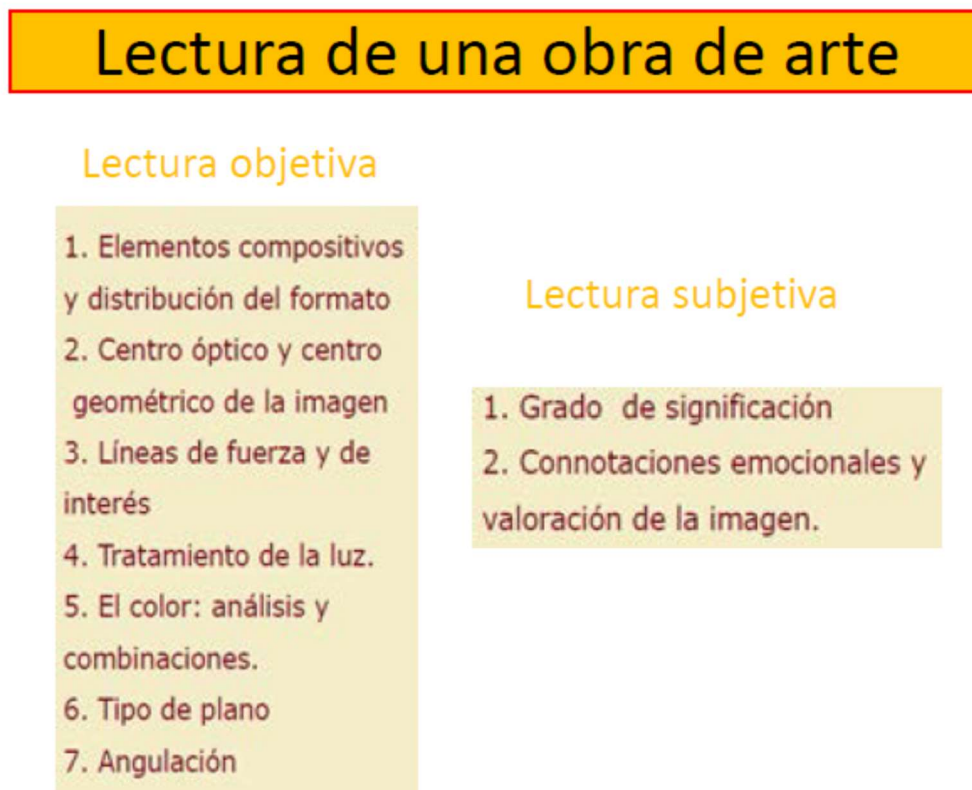 Lectura de una obra de arte
Lectura objetiva
1. Elementos compositivos
y distribución del formato
2. Centro óptico y centro
geométrico de la imagen
3. Líneas de fuerza y de
interés
4. Tratamiento de la luz.
5. El color: análisis y
combinaciones.
6. Tipo de plano
7. Angulación
Lectura subjetiva
1. Grado de significación
2. Connotaciones emocionales y
valoración de la imagen.